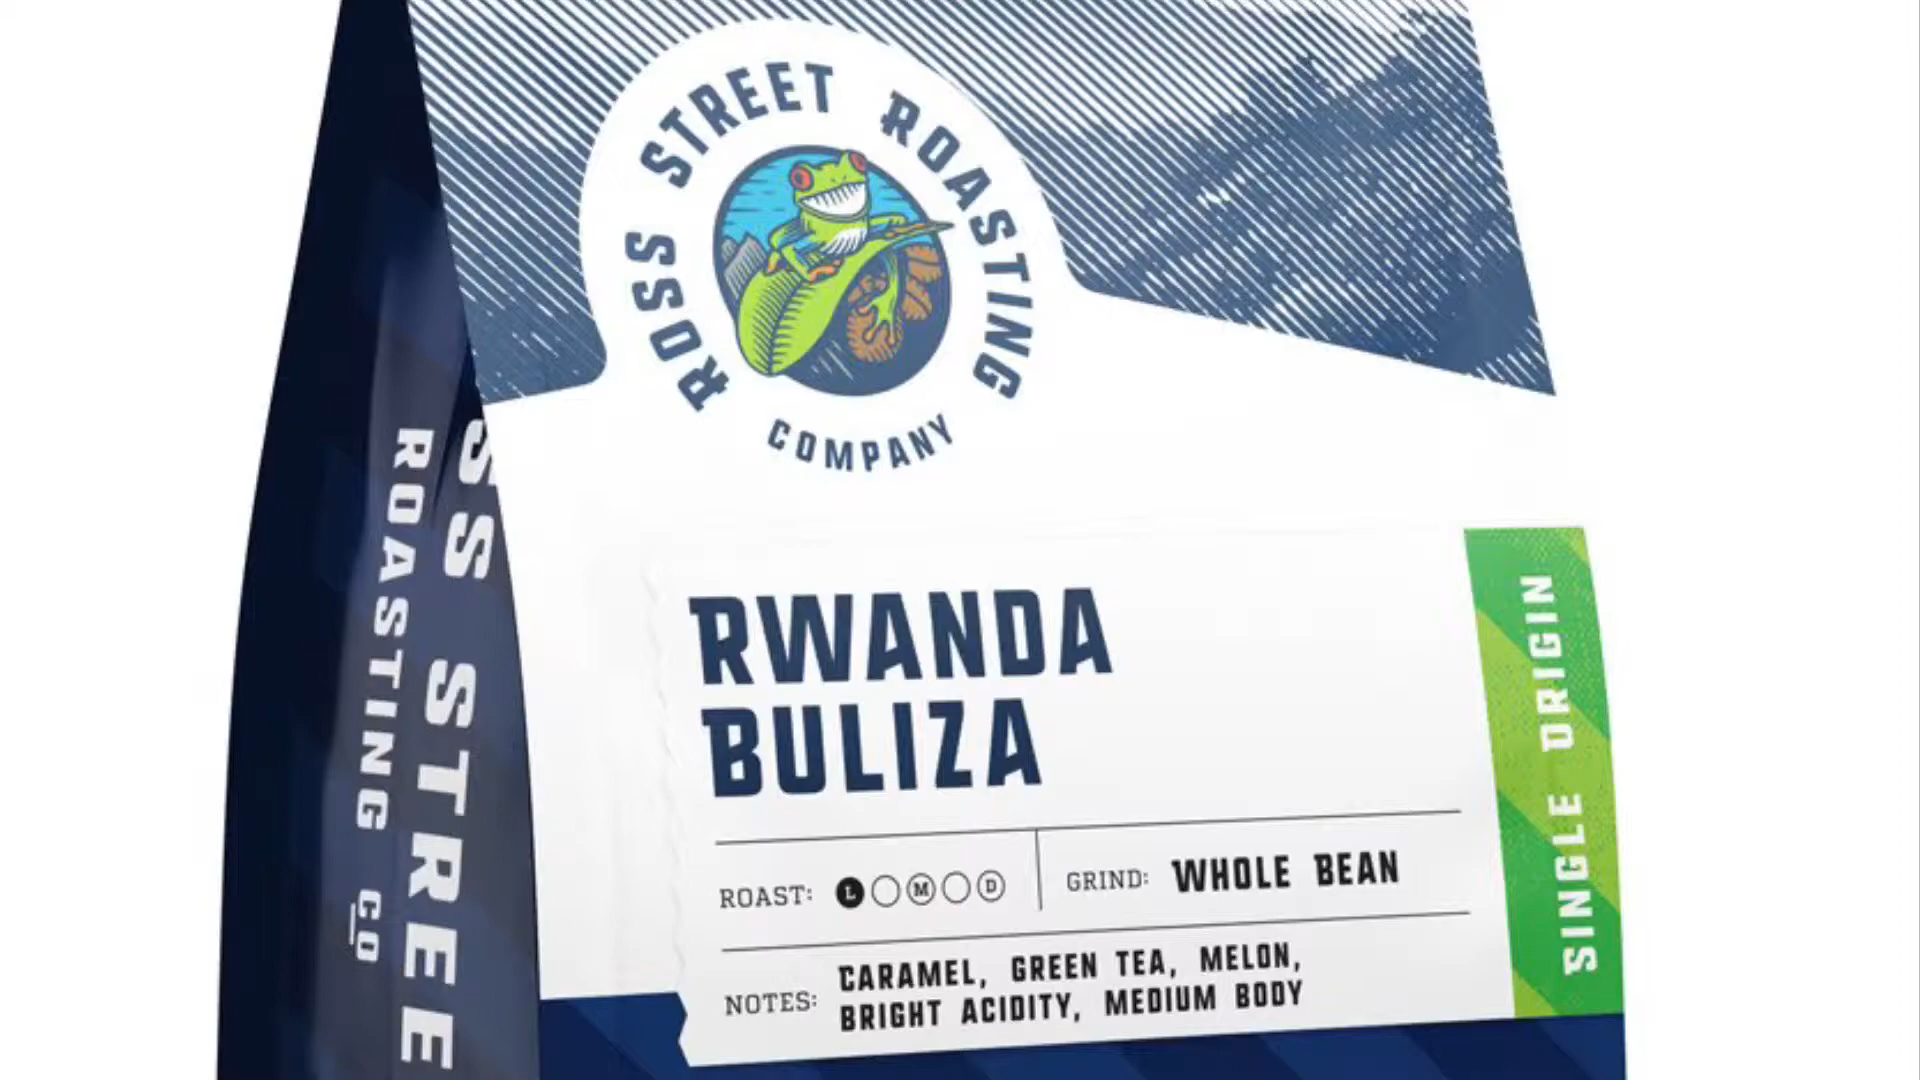 ROSS STREET ROASTING
COMPANY
SS STREE
ROASTING CO
RWANDA
BULIZA
ROAST: L M D
GRIND: WHOLE BEAN
NOTES: CARAMEL, GREEN TEA, MELON,
BRIGHT ACIDITY, MEDIUM BODY
SINGLE ORIGIN